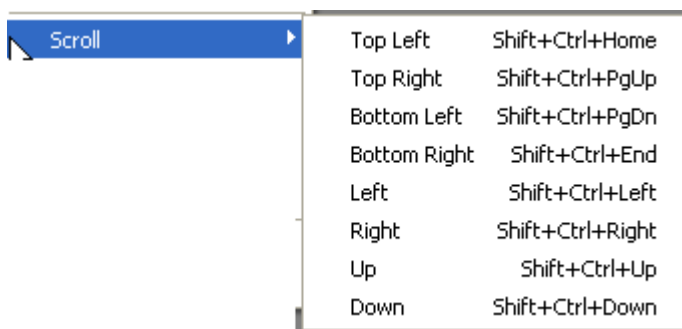 Scroll
Top Left Shift+Ctrl+Home
Top Right Shift+Ctrl+PgUp
Bottom Left Shift+Ctrl+PgDn
Bottom Right Shift+Ctrl+End
Left Shift+Ctrl+Left
Right Shift+Ctrl+Right
Up Shift+Ctrl+Up
Down Shift+Ctrl+Down